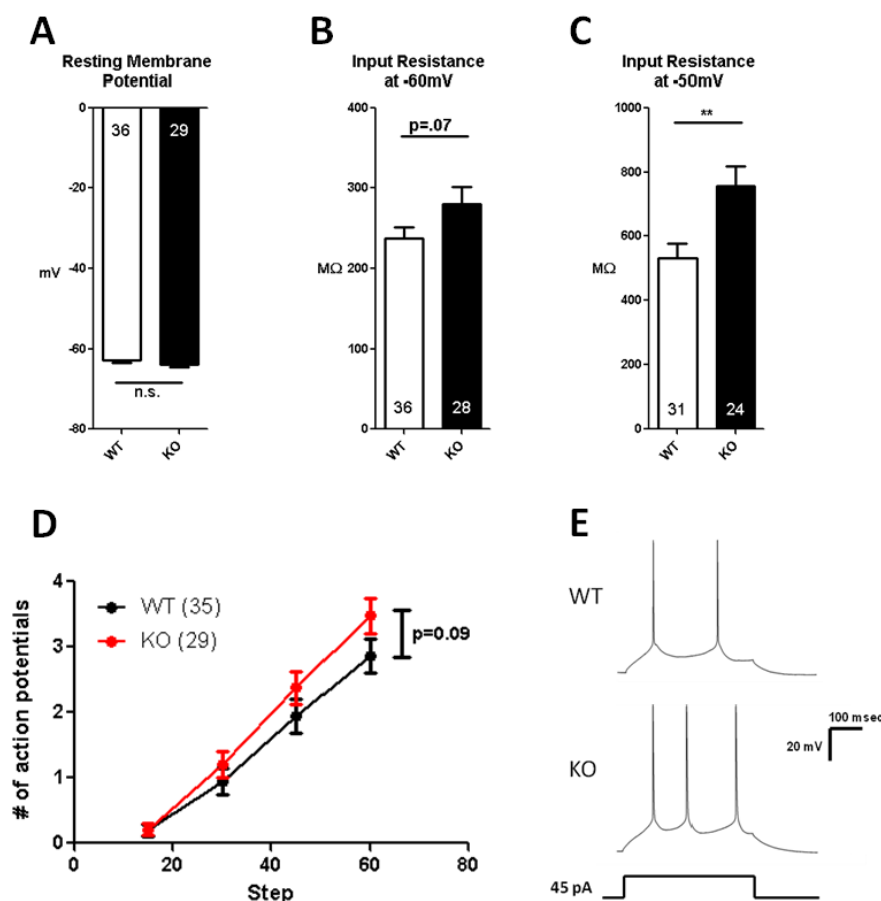 A
Resting Membrane
Potential
0
-20
-40
-60
-80
mV
36
29
n.s.
WT
KO
B
Input Resistance
at -60mV
400
300
200
100
0
MΩ
p=.07
36
28
WT
KO
C
Input Resistance
at -50mV
1000
800
600
400
200
0
MΩ
**
31
24
WT
KO
D
4
3
2
1
0
# of action potentials
WT (35)
KO (29)
p=0.09
0
20
40
60
80
Step
E
WT
KO
100 msec
20 mV
45 pA